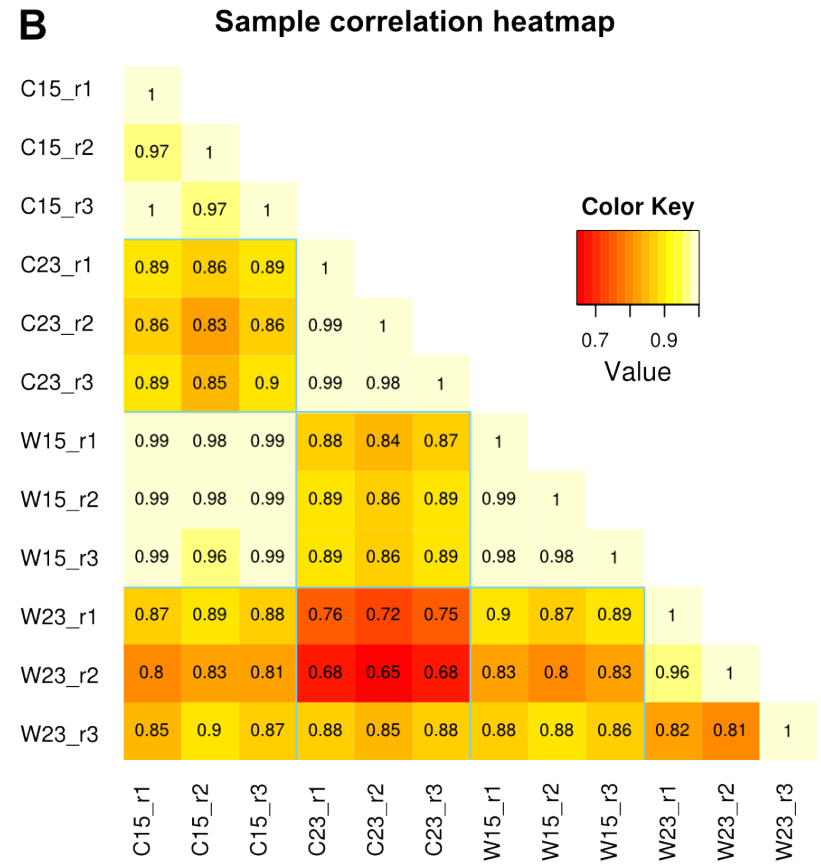 B
Sample correlation heatmap
C15_r1 1
C15_r2 0.97 1
C15_r3 1 0.97 1
C23_r1 0.89 0.86 0.89 1
C23_r2 0.86 0.83 0.86 0.99 1
C23_r3 0.89 0.85 0.9 0.99 0.98 1
W15_r1 0.99 0.98 0.99 0.88 0.84 0.87 1
W15_r2 0.99 0.98 0.99 0.89 0.86 0.89 0.99 1
W15_r3 0.99 0.96 0.99 0.89 0.86 0.89 0.98 0.98 1
W23_r1 0.87 0.89 0.88 0.76 0.72 0.75 0.9 0.87 0.89 1
W23_r2 0.8 0.83 0.81 0.68 0.65 0.68 0.83 0.8 0.83 0.96 1
W23_r3 0.85 0.9 0.87 0.88 0.85 0.88 0.88 0.88 0.86 0.82 0.81 1
C15_r1 C15_r2 C15_r3 C23_r1 C23_r2 C23_r3 W15_r1 W15_r2 W15_r3 W23_r1 W23_r2 W23_r3
Color Key
0.7 0.9
Value